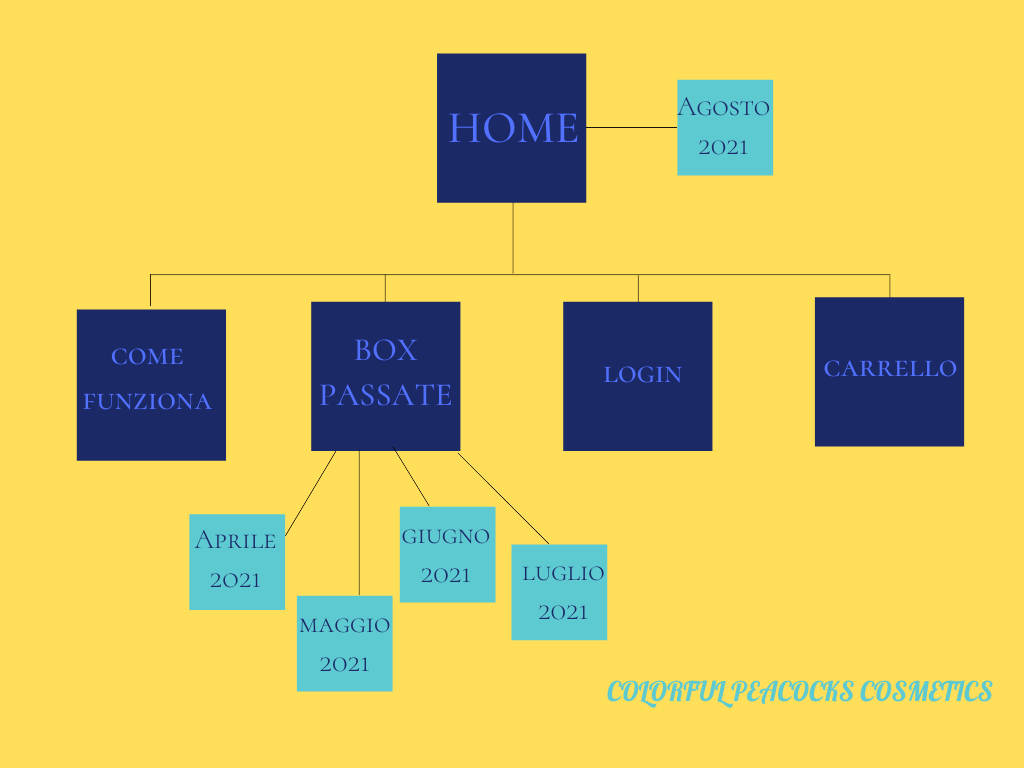 HOME
Agosto
2021
COME
FUNZIONA
BOX
PASSATE
LOGIN
CARRELLO
Aprile
2021
MAGGIO
2021
GIUGNO
2021
LUGLIO
2021
COLORFUL PEACOCKS COSMETICS